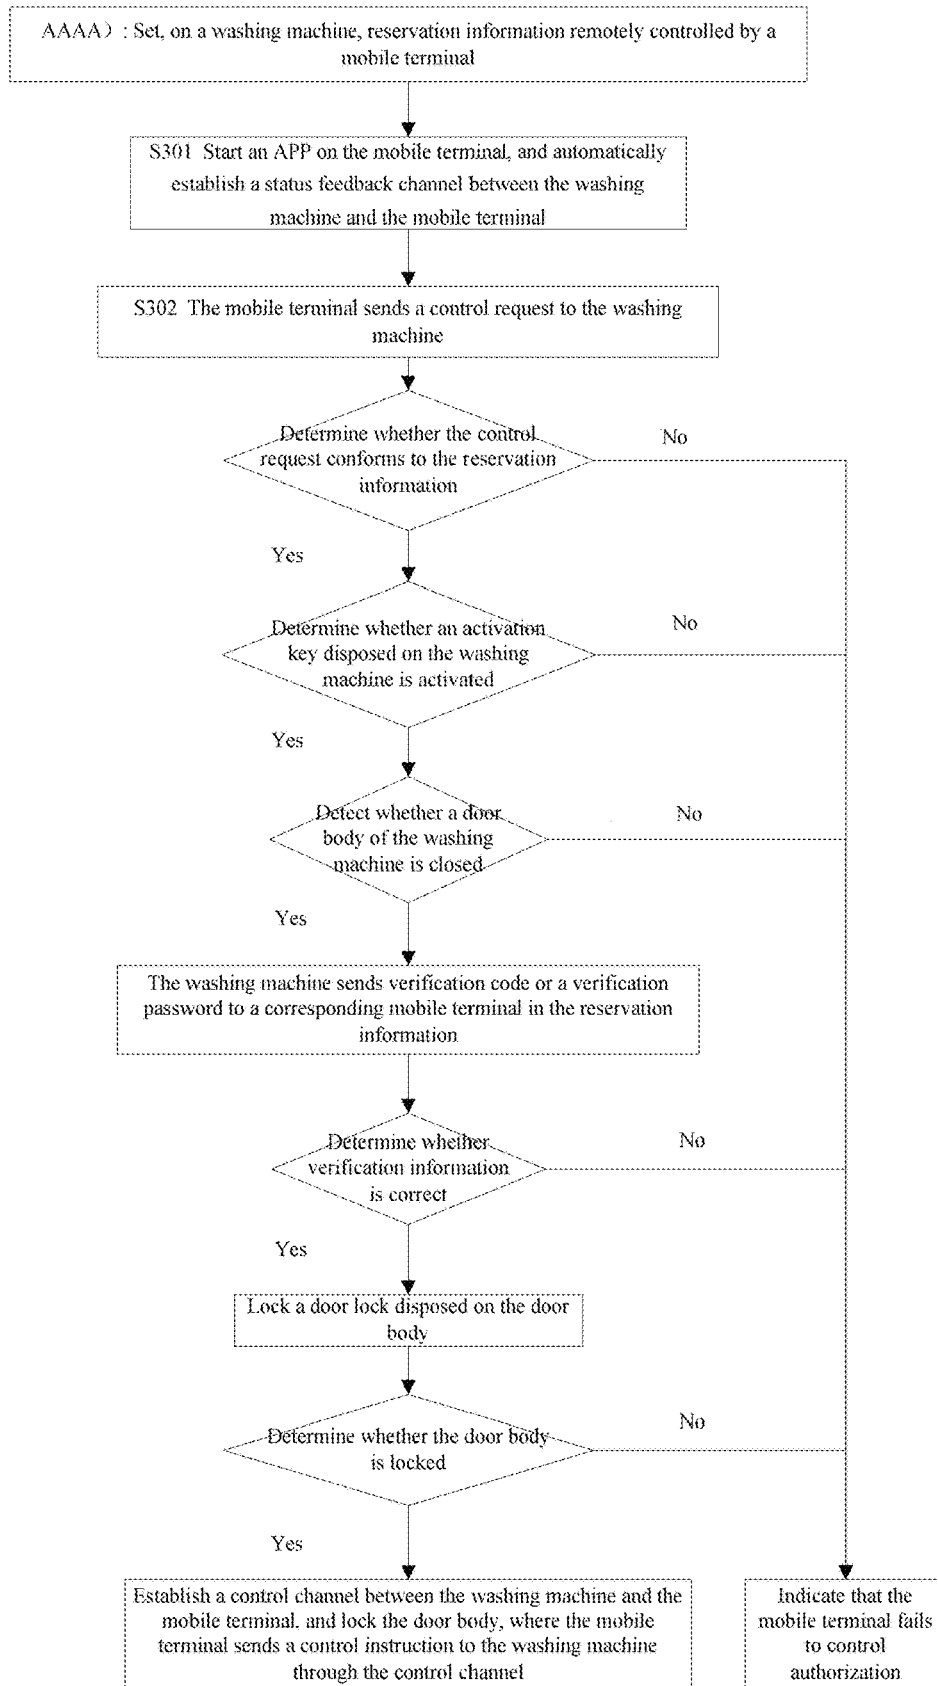 AAAA）: Set, on a washing machine, reservation information remotely controlled by a
mobile terminal
S301 Start an APP on the mobile terminal, and automatically
establish a status feedback channel between the washing
machine and the mobile terminal
S302 The mobile terminal sends a control request to the washing
machine
Determine whether the control
request conforms to the reservation
information
No
Yes
Determine whether an activation
key disposed on the washing
machine is activated
No
Yes
Detect whether a door
body of the washing
machine is closed
No
Yes
The washing machine sends verification code or a verification
password to a corresponding mobile terminal in the reservation
information
Determine whether
verification information
is correct
No
Yes
Lock a door lock disposed on the door
body
Determine whether the door body
is locked
No
Yes
Establish a control channel between the washing machine and the
mobile terminal, and lock the door body, where the mobile
terminal sends a control instruction to the washing machine
through the control channel
Indicate that the
mobile terminal fails
to control
authorization